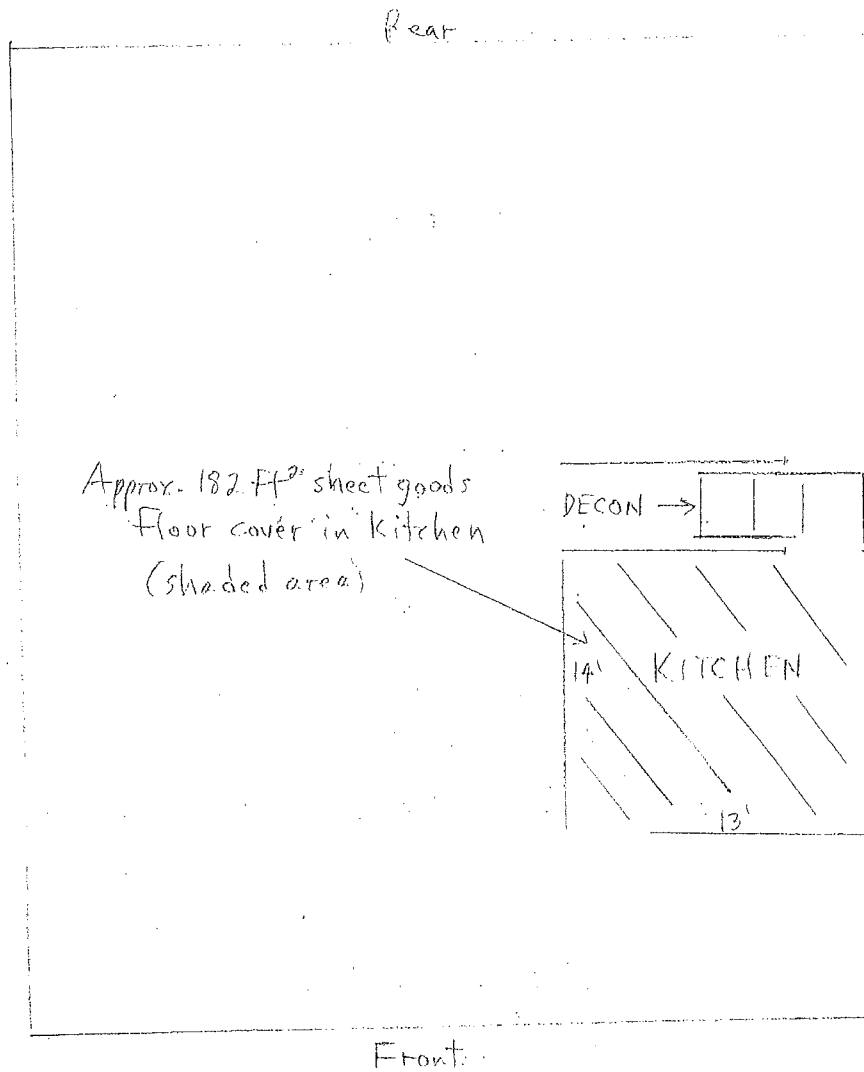 Rear
Approx. 182 Ft² sheet goods
Floor cover in Kitchen
(shaded area)
DECON →
14'
KITCHEN
13'
Front